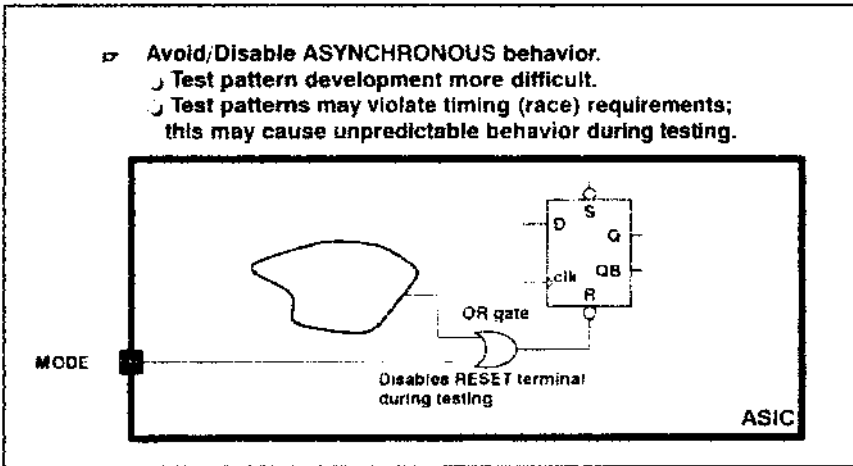 Avoid/Disable ASYNCHRONOUS behavior.
Test pattern development more difficult.
Test patterns may violate timing (race) requirements;
this may cause unpredictable behavior during testing.
S
D
Q
clk
QB
R
OR gate
MODE
Disables RESET terminal
during testing
ASIC